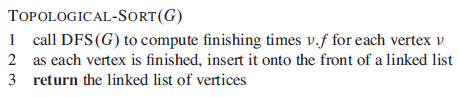 TOPOLOGICAL-SORT(G)
1 call DFS(G) to compute finishing times v.f for each vertex v
2 as each vertex is finished, insert it onto the front of a linked list
3 return the linked list of vertices